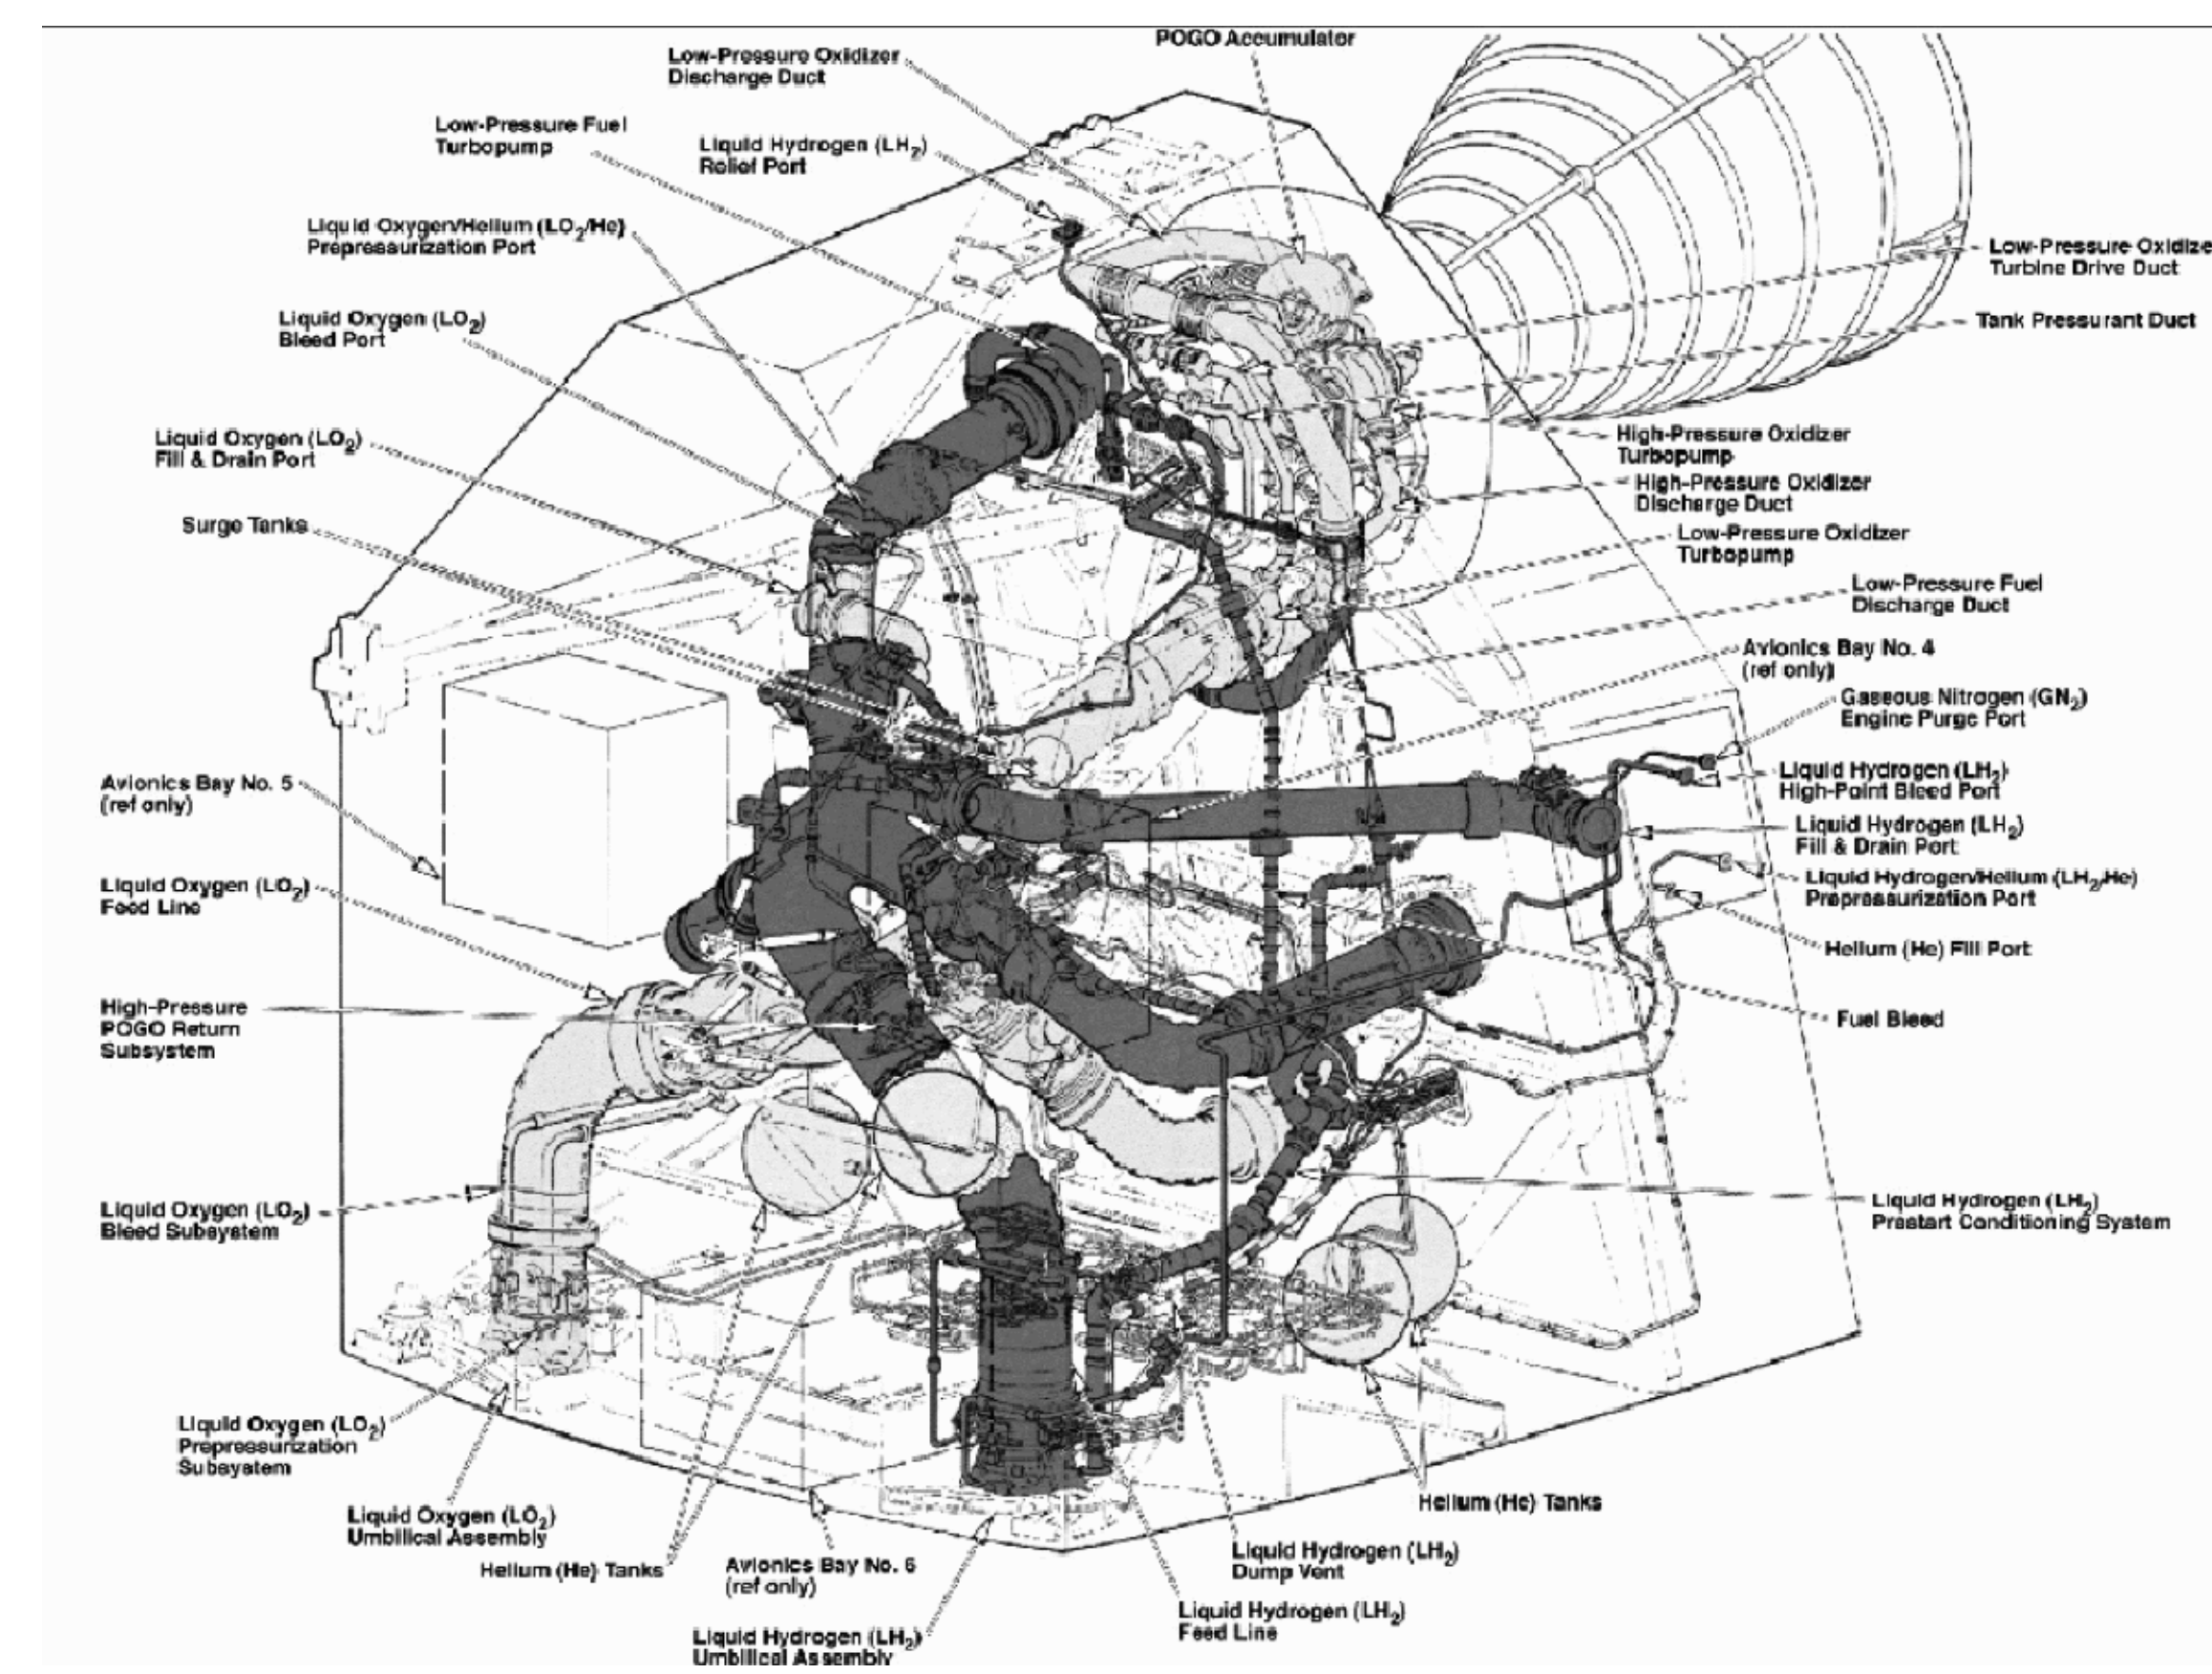 POGO Accumulator
Low-Pressure Oxidizer
Discharge Duct
Low-Pressure Fuel
Turbopump
Liquid Hydrogen (LH2)
Relief Port
Liquid Oxygen/Helium (LO2/He)
Prepressurization Port
Liquid Oxygen (LO2)
Bleed Port
Liquid Oxygen (LO2)
Fill & Drain Port
Surge Tanks
Avionics Bay No. 5
(ref only)
Liquid Oxygen (LO2)
Feed Line
High-Pressure
POGO Return
Subsystem
Liquid Oxygen (LO2)
Bleed Subsystem
Liquid Oxygen (LO2)
Prepressurization
Subsystem
Liquid Oxygen (LO2)
Umbilical Assembly
Helium (He) Tanks
Avionics Bay No. 6
(ref only)
Liquid Hydrogen (LH2)
Umbilical Assembly
Low-Pressure Oxidize
Turbine Drive Duct
Tank Pressurant Duct
High-Pressure Oxidizer
Turbopump
High-Pressure Oxidizer
Discharge Duct
Low-Pressure Oxidizer
Turbopump
Low-Pressure Fuel
Discharge Duct
Avionics Bay No. 4
(ref only)
Gaseous Nitrogen (GN2)
Engine Purge Port
Liquid Hydrogen (LH2)
High-Point Bleed Port
Liquid Hydrogen (LH2)
Fill & Drain Port
Liquid Hydrogen/Helium (LH2/He)
Prepressurization Port
Helium (He) Fill Port
Fuel Bleed
Liquid Hydrogen (LH2)
Prestart Conditioning System
Helium (He) Tanks
Liquid Hydrogen (LH2)
Dump Vent
Liquid Hydrogen (LH2)
Feed Line